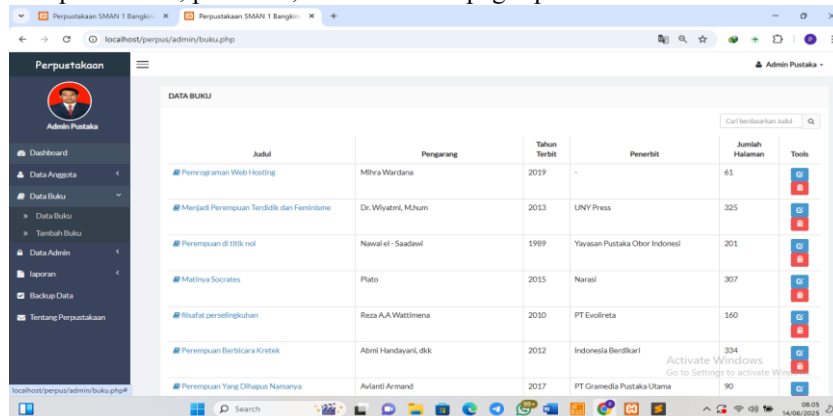 Perpustakaan SMAN 1 Bangkin
Perpustakaan SMAN 1 Bangkin
localhost/perpus/admin/buku.php
Perpustakaan
Admin Pustaka
Admin Pustaka
Dashboard
Data Anggota
Data Buku
Data Buku
Tambah Buku
Data Admin
laporan
Backup Data
Tentang Perpustakaan
DATA BUKU
Cari berdasarkan Judul
Judul Pengarang Tahun Terbit Penerbit Jumlah Halaman Tools
Pemrograman Web Hosting Mihra Wardana 2019 - 61
Menjadi Perempuan Terdidik dan Feminisme Dr. Wiyatmi, M.hum 2013 UNY Press 325
Perempuan di titik nol Nawal el - Saadawi 1989 Yayasan Pustaka Obor Indonesi 201
Matinya Socrates Plato 2015 Narasi 307
filsafat perselingkuhan Reza A.A Wattimena 2010 PT Evolireta 160
Perempuan Berbicara Kretek Abmi Handayani, dkk 2012 Indonesia Berdikari 334
Perempuan Yang Dihapus Namanya Avianti Armand 2017 PT Gramedia Pustaka Utama 90
Activate Windows
Go to Settings to activate Win
localhost/perpus/admin/buku.php#
Search
99+
08.05
14/06/2025